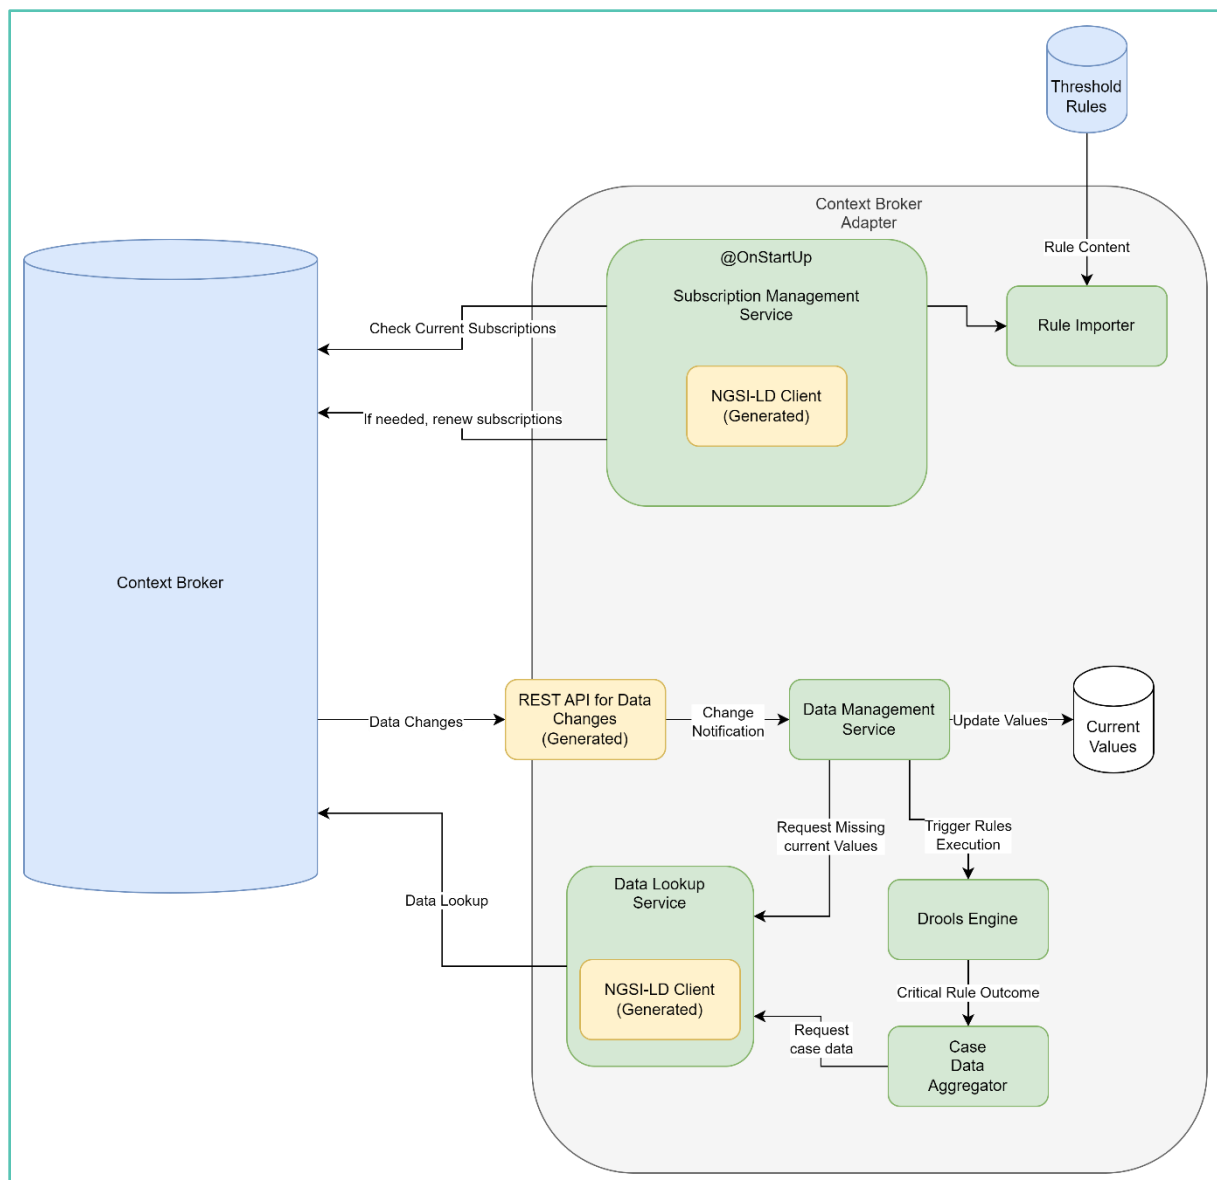 Threshold
Rules
Context Broker
Adapter
Rule Content
@OnStartUp
Subscription Management
Service
Rule Importer
Check Current Subscriptions
NGSI-LD Client
(Generated)
If needed, renew subscriptions
Context Broker
REST API for Data
Changes
(Generated)
Data Changes
Change
Notification
Data Management
Service
Update Values
Current
Values
Request Missing
current Values
Trigger Rules
Execution
Data Lookup
Service
Data Lookup
Drools Engine
NGSI-LD Client
(Generated)
Critical Rule Outcome
Request
case data
Case
Data
Aggregator